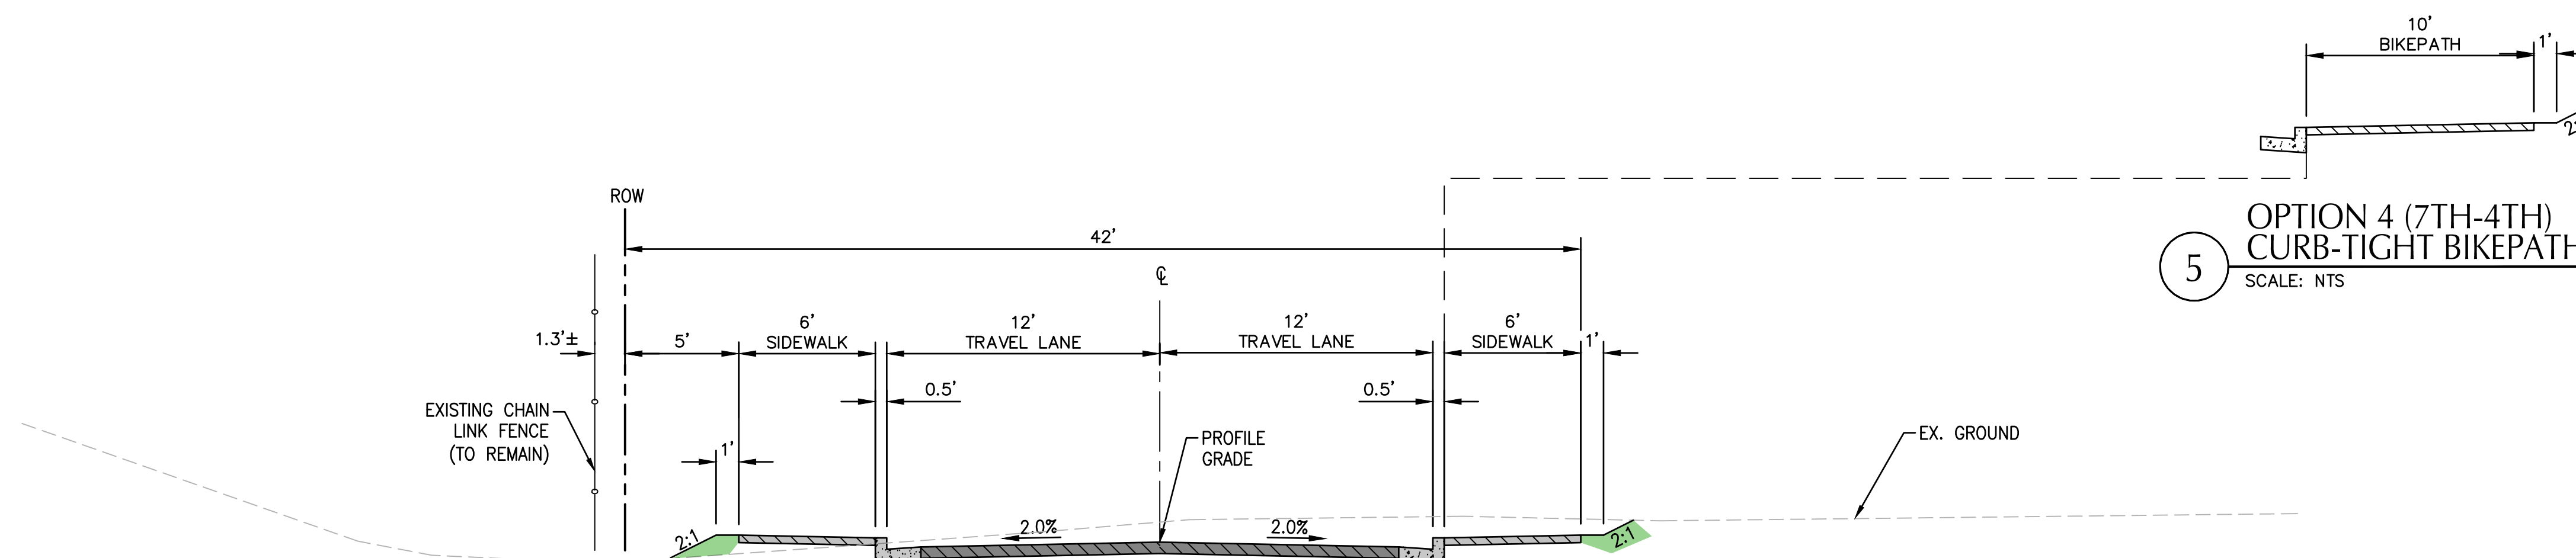 10'
BIKEPATH
1'
ROW
42'
℄
OPTION 4 (7TH-4TH)
CURB-TIGHT BIKEPATH
5
SCALE: NTS
1.3'±
5'
6'
SIDEWALK
12'
TRAVEL LANE
12'
TRAVEL LANE
6'
SIDEWALK
1'
0.5'
0.5'
EXISTING CHAIN
LINK FENCE
(TO REMAIN)
1'
PROFILE
GRADE
EX. GROUND
2:1
2.0%
2.0%
2:1